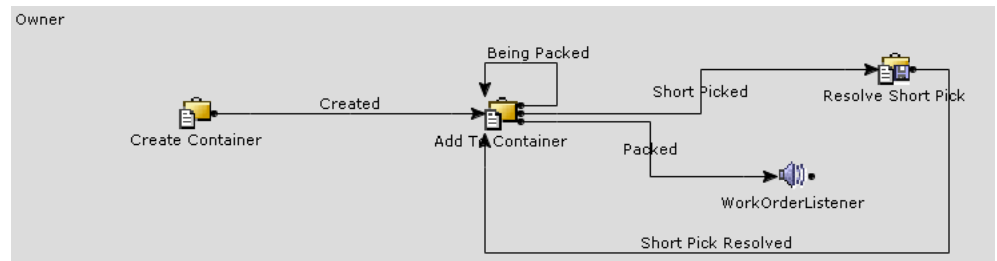 Owner
Being Packed
Created
Short Picked
Resolve Short Pick
Create Container
Add To Container
Packed
WorkOrderListener
Short Pick Resolved